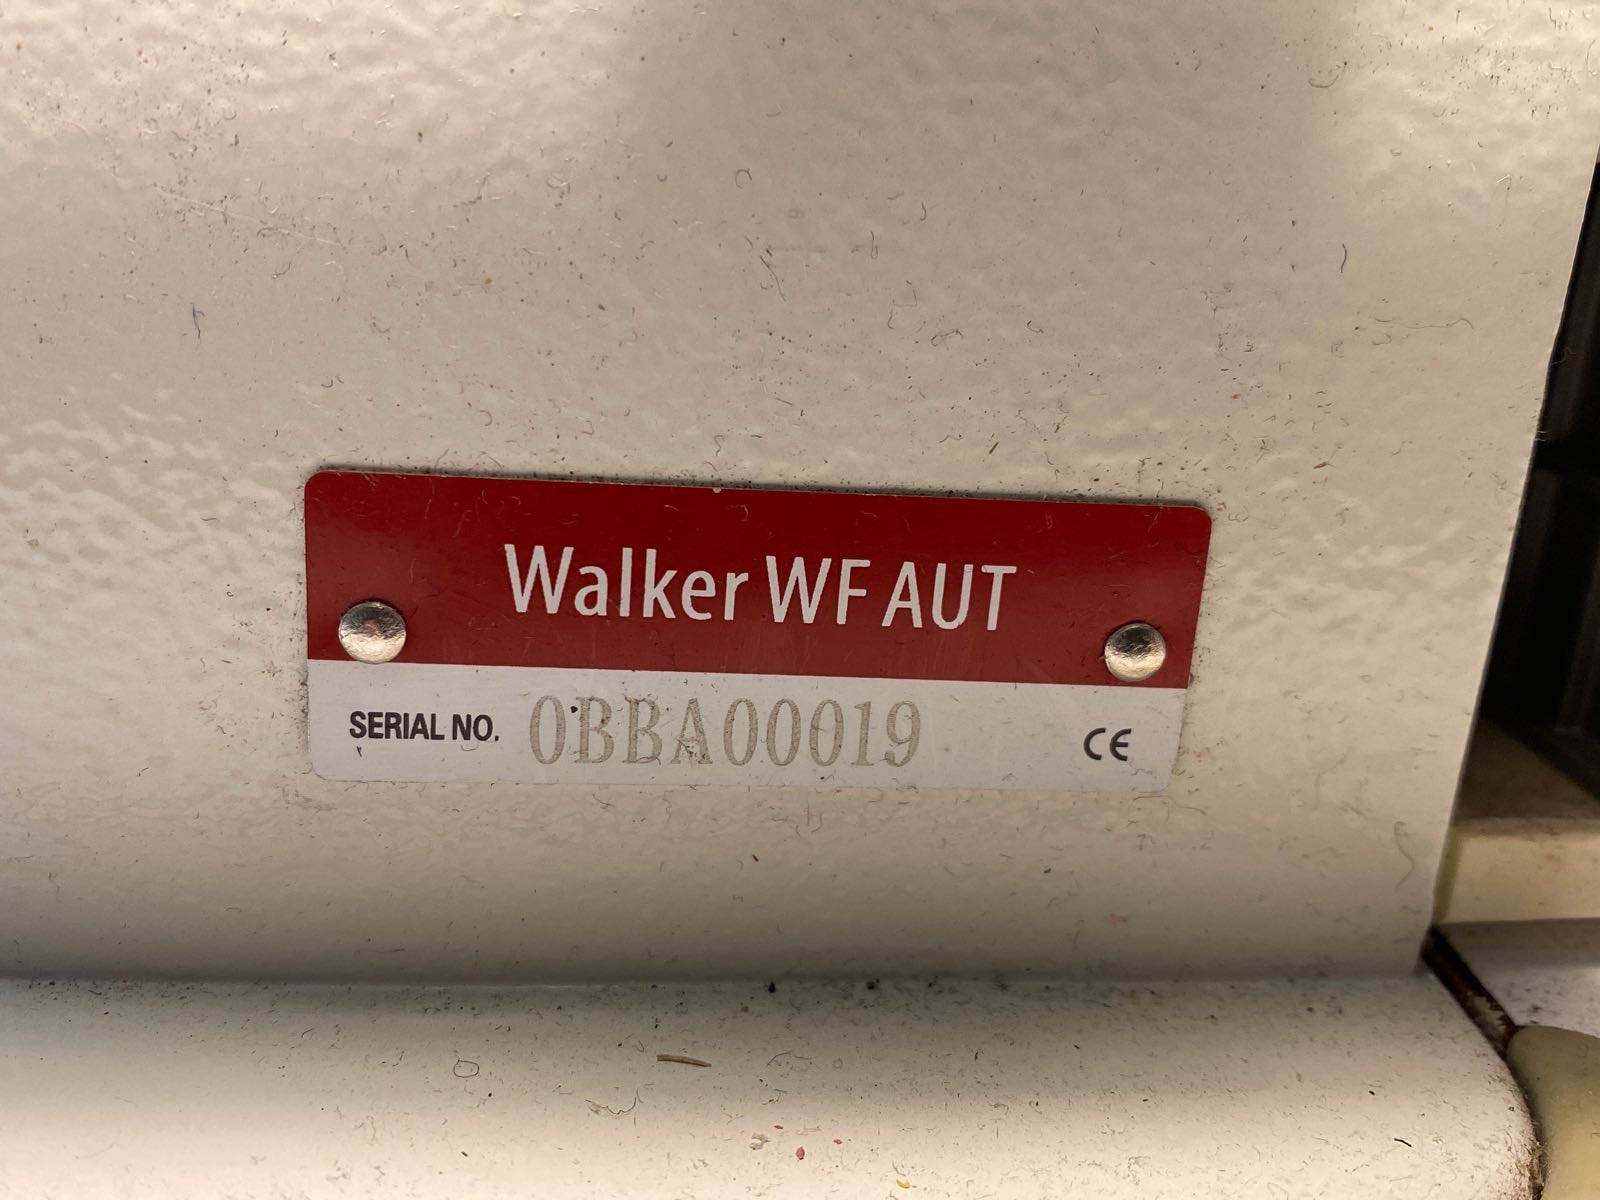 Walker WF AUT
SERIAL NO. 0BBA00019 CE